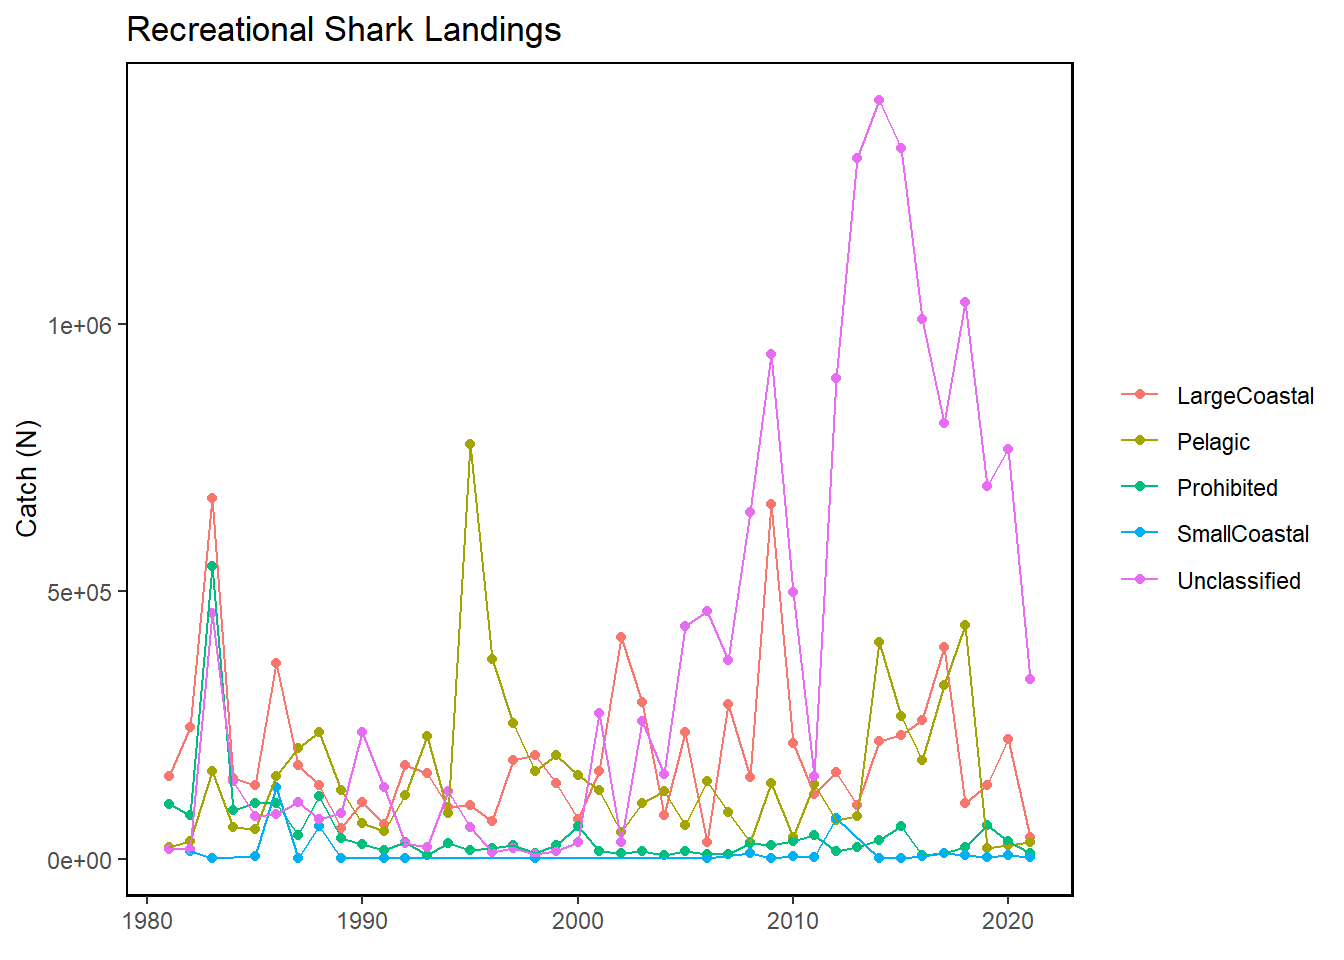 Recreational Shark Landings
Catch (N)
1e+06
5e+05
0e+00
1980
1990
2000
2010
2020
LargeCoastal
Pelagic
Prohibited
SmallCoastal
Unclassified